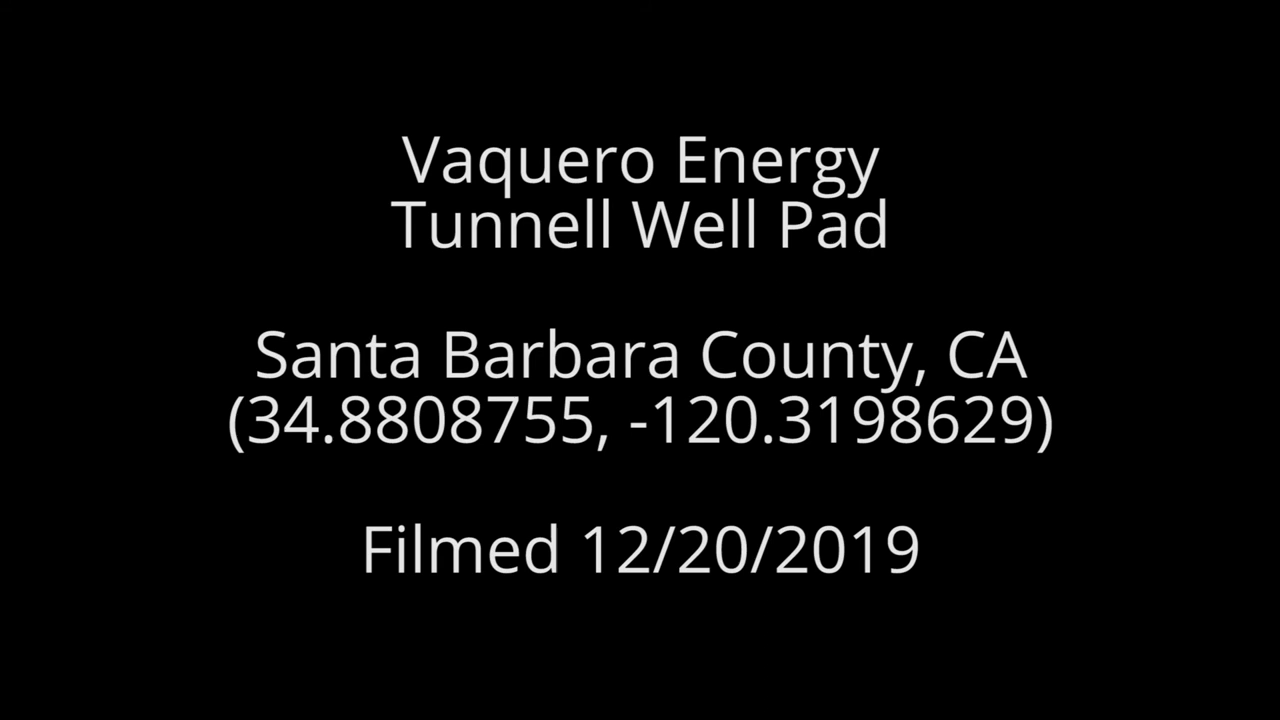 Vaquero Energy
Tunnell Well Pad
Santa Barbara County, CA
(34.8808755, -120.3198629)
Filmed 12/20/2019